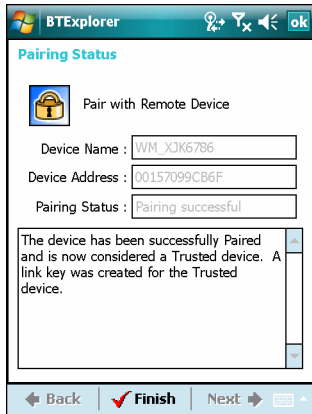 BTExplorer ok
Pairing Status
Pair with Remote Device
Device Name : WM_XJK6786
Device Address : 00157099CB6F
Pairing Status : Pairing successful
The device has been successfully Paired
and is now considered a Trusted device. A
link key was created for the Trusted
device.
Back Finish Next